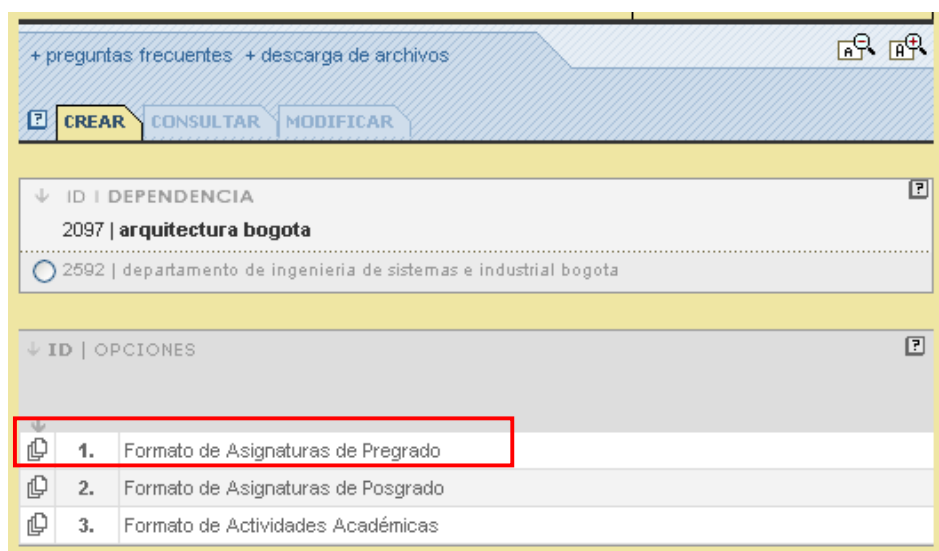 + preguntas frecuentes + descarga de archivos
A A
? CREAR CONSULTAR MODIFICAR
ID | DEPENDENCIA ?
2097 | arquitectura bogota
2592 | departamento de ingenieria de sistemas e industrial bogota
ID | OPCIONES ?
1. Formato de Asignaturas de Pregrado
2. Formato de Asignaturas de Posgrado
3. Formato de Actividades Académicas